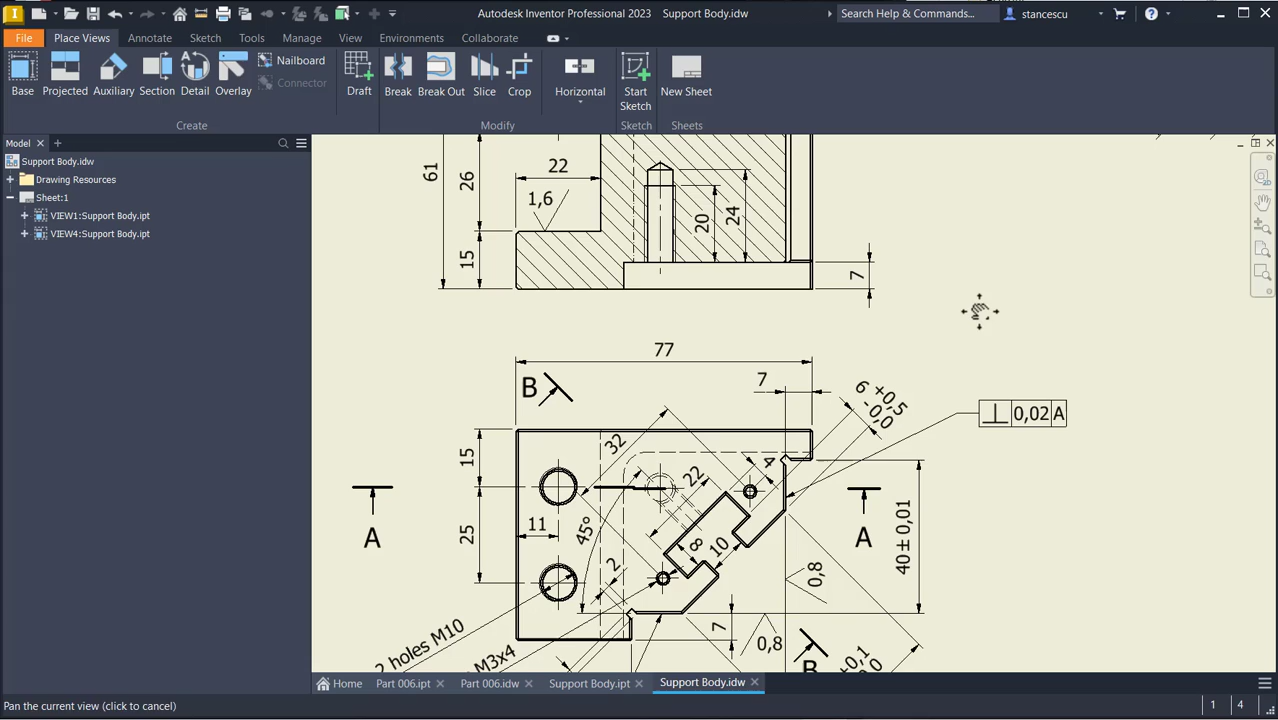 Autodesk Inventor Professional 2023 Support Body.idw
Search Help & Commands...
stancescu
File Place Views Annotate Sketch Tools Manage View Environments Collaborate
Base Projected Auxiliary Section Detail Overlay
Nailboard
Connector
Draft
Break Break Out Slice Crop
Horizontal
Start Sketch
New Sheet
Create
Modify
Sketch
Sheets
Model
Support Body.idw
Drawing Resources
Sheet:1
VIEW1:Support Body.ipt
VIEW4:Support Body.ipt
61
26
22
1,6
15
20
24
7
77
B
7
6 +0,5 -0,0
0,02 A
15
32
22
4
A
11
45°
25
8
10
A
40±0,01
2
0,8
7
0,8
B
2 holes M10
M3x4
+0,1
Home Part 006.ipt Part 006.idw Support Body.ipt Support Body.idw
Pan the current view (click to cancel)
1 4